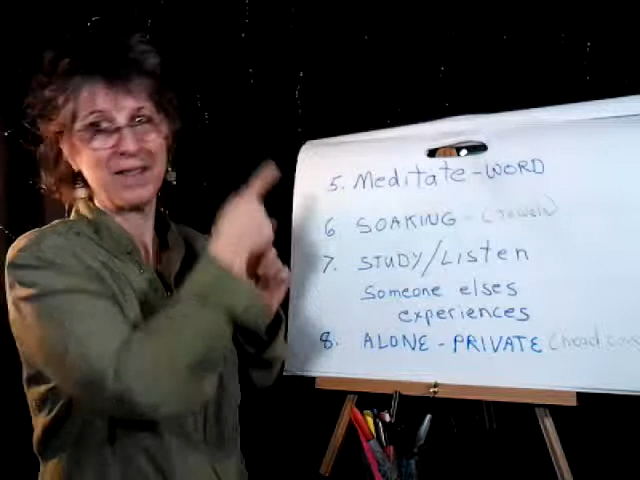 5. Meditate - WORD
6 SOAKING -
7. STUDY/Listen
Someone elses
experiences
8. ALONE - PRIVATE